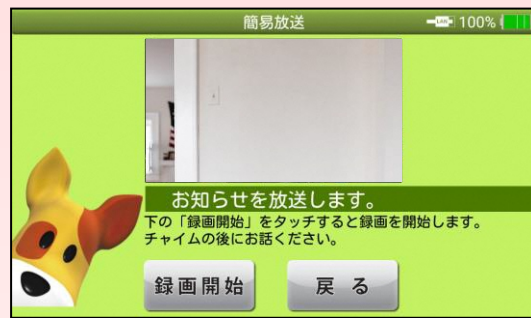 簡易放送
LAN 100%
お知らせを放送します。
下の「録画開始」をタッチすると録画を開始します。
チャイムの後にお話ください。
録画開始 戻る